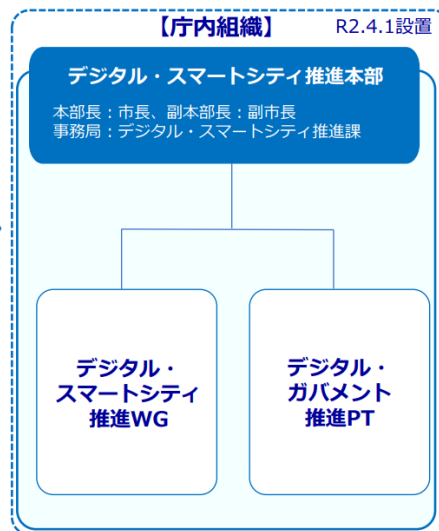 【庁内組織】 R2.4.1設置
デジタル・スマートシティ推進本部
本部長：市長、副本部長：副市長
事務局：デジタル・スマートシティ推進課
デジタル・
スマートシティ
推進WG
デジタル・
ガバメント
推進PT